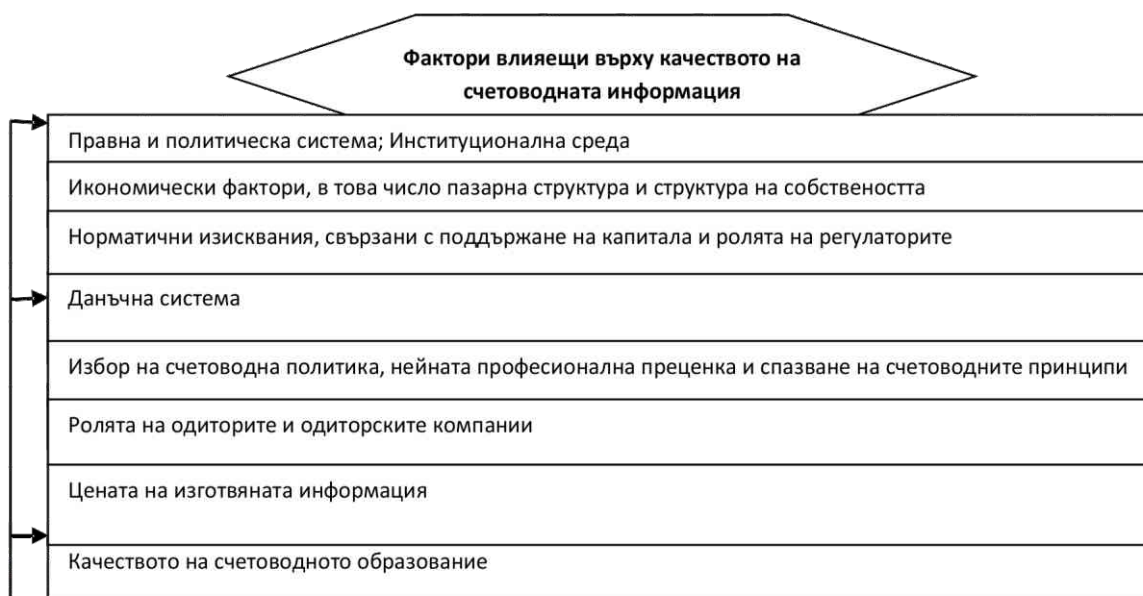 Фактори влияещи върху качеството на
счетоводната информация
Правна и политическа система; Институционална среда
Икономически фактори, в това число пазарна структура и структура на собствеността
Норматични изисквания, свързани с поддържане на капитала и ролята на регулаторите
Данъчна система
Избор на счетоводна политика, нейната професионална преценка и спазване на счетоводните принципи
Ролята на одиторите и одиторските компании
Цената на изготвяната информация
Качеството на счетоводното образование